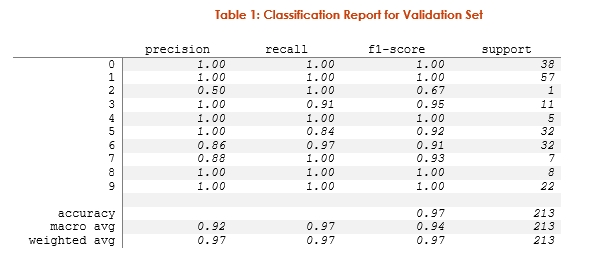 Table 1: Classification Report for Validation Set
precision recall f1-score support
0 1.00 1.00 1.00 38
1 1.00 1.00 1.00 57
2 0.50 1.00 0.67 1
3 1.00 0.91 0.95 11
4 1.00 1.00 1.00 5
5 1.00 0.84 0.92 32
6 0.86 0.97 0.91 32
7 0.88 1.00 0.93 7
8 1.00 1.00 1.00 8
9 1.00 1.00 1.00 22
accuracy 0.97 213
macro avg 0.92 0.97 0.94 213
weighted avg 0.97 0.97 0.97 213